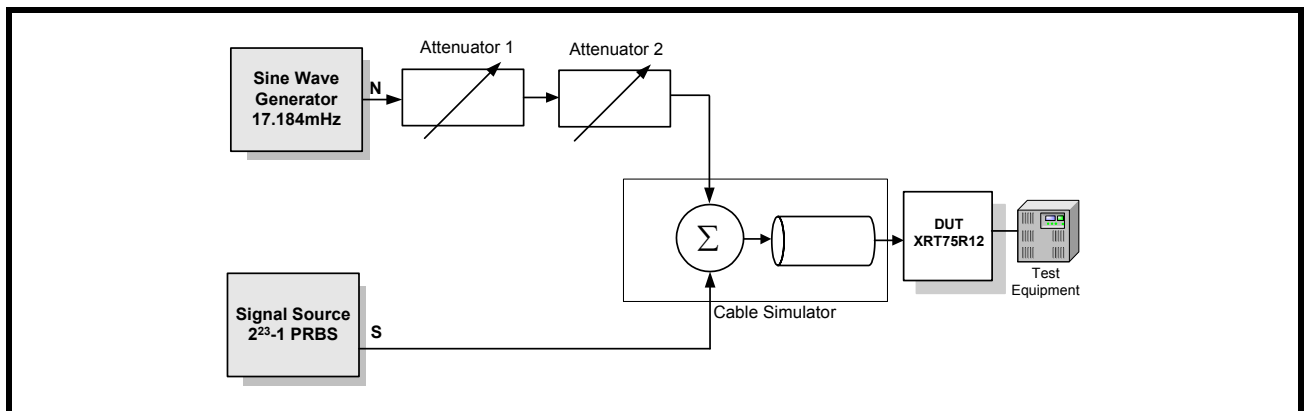 Attenuator 1
Attenuator 2
Sine Wave
Generator
17.184mHz
N
Σ
DUT
XRT75R12
Test
Equipment
Cable Simulator
Signal Source
2²³-1 PRBS
S